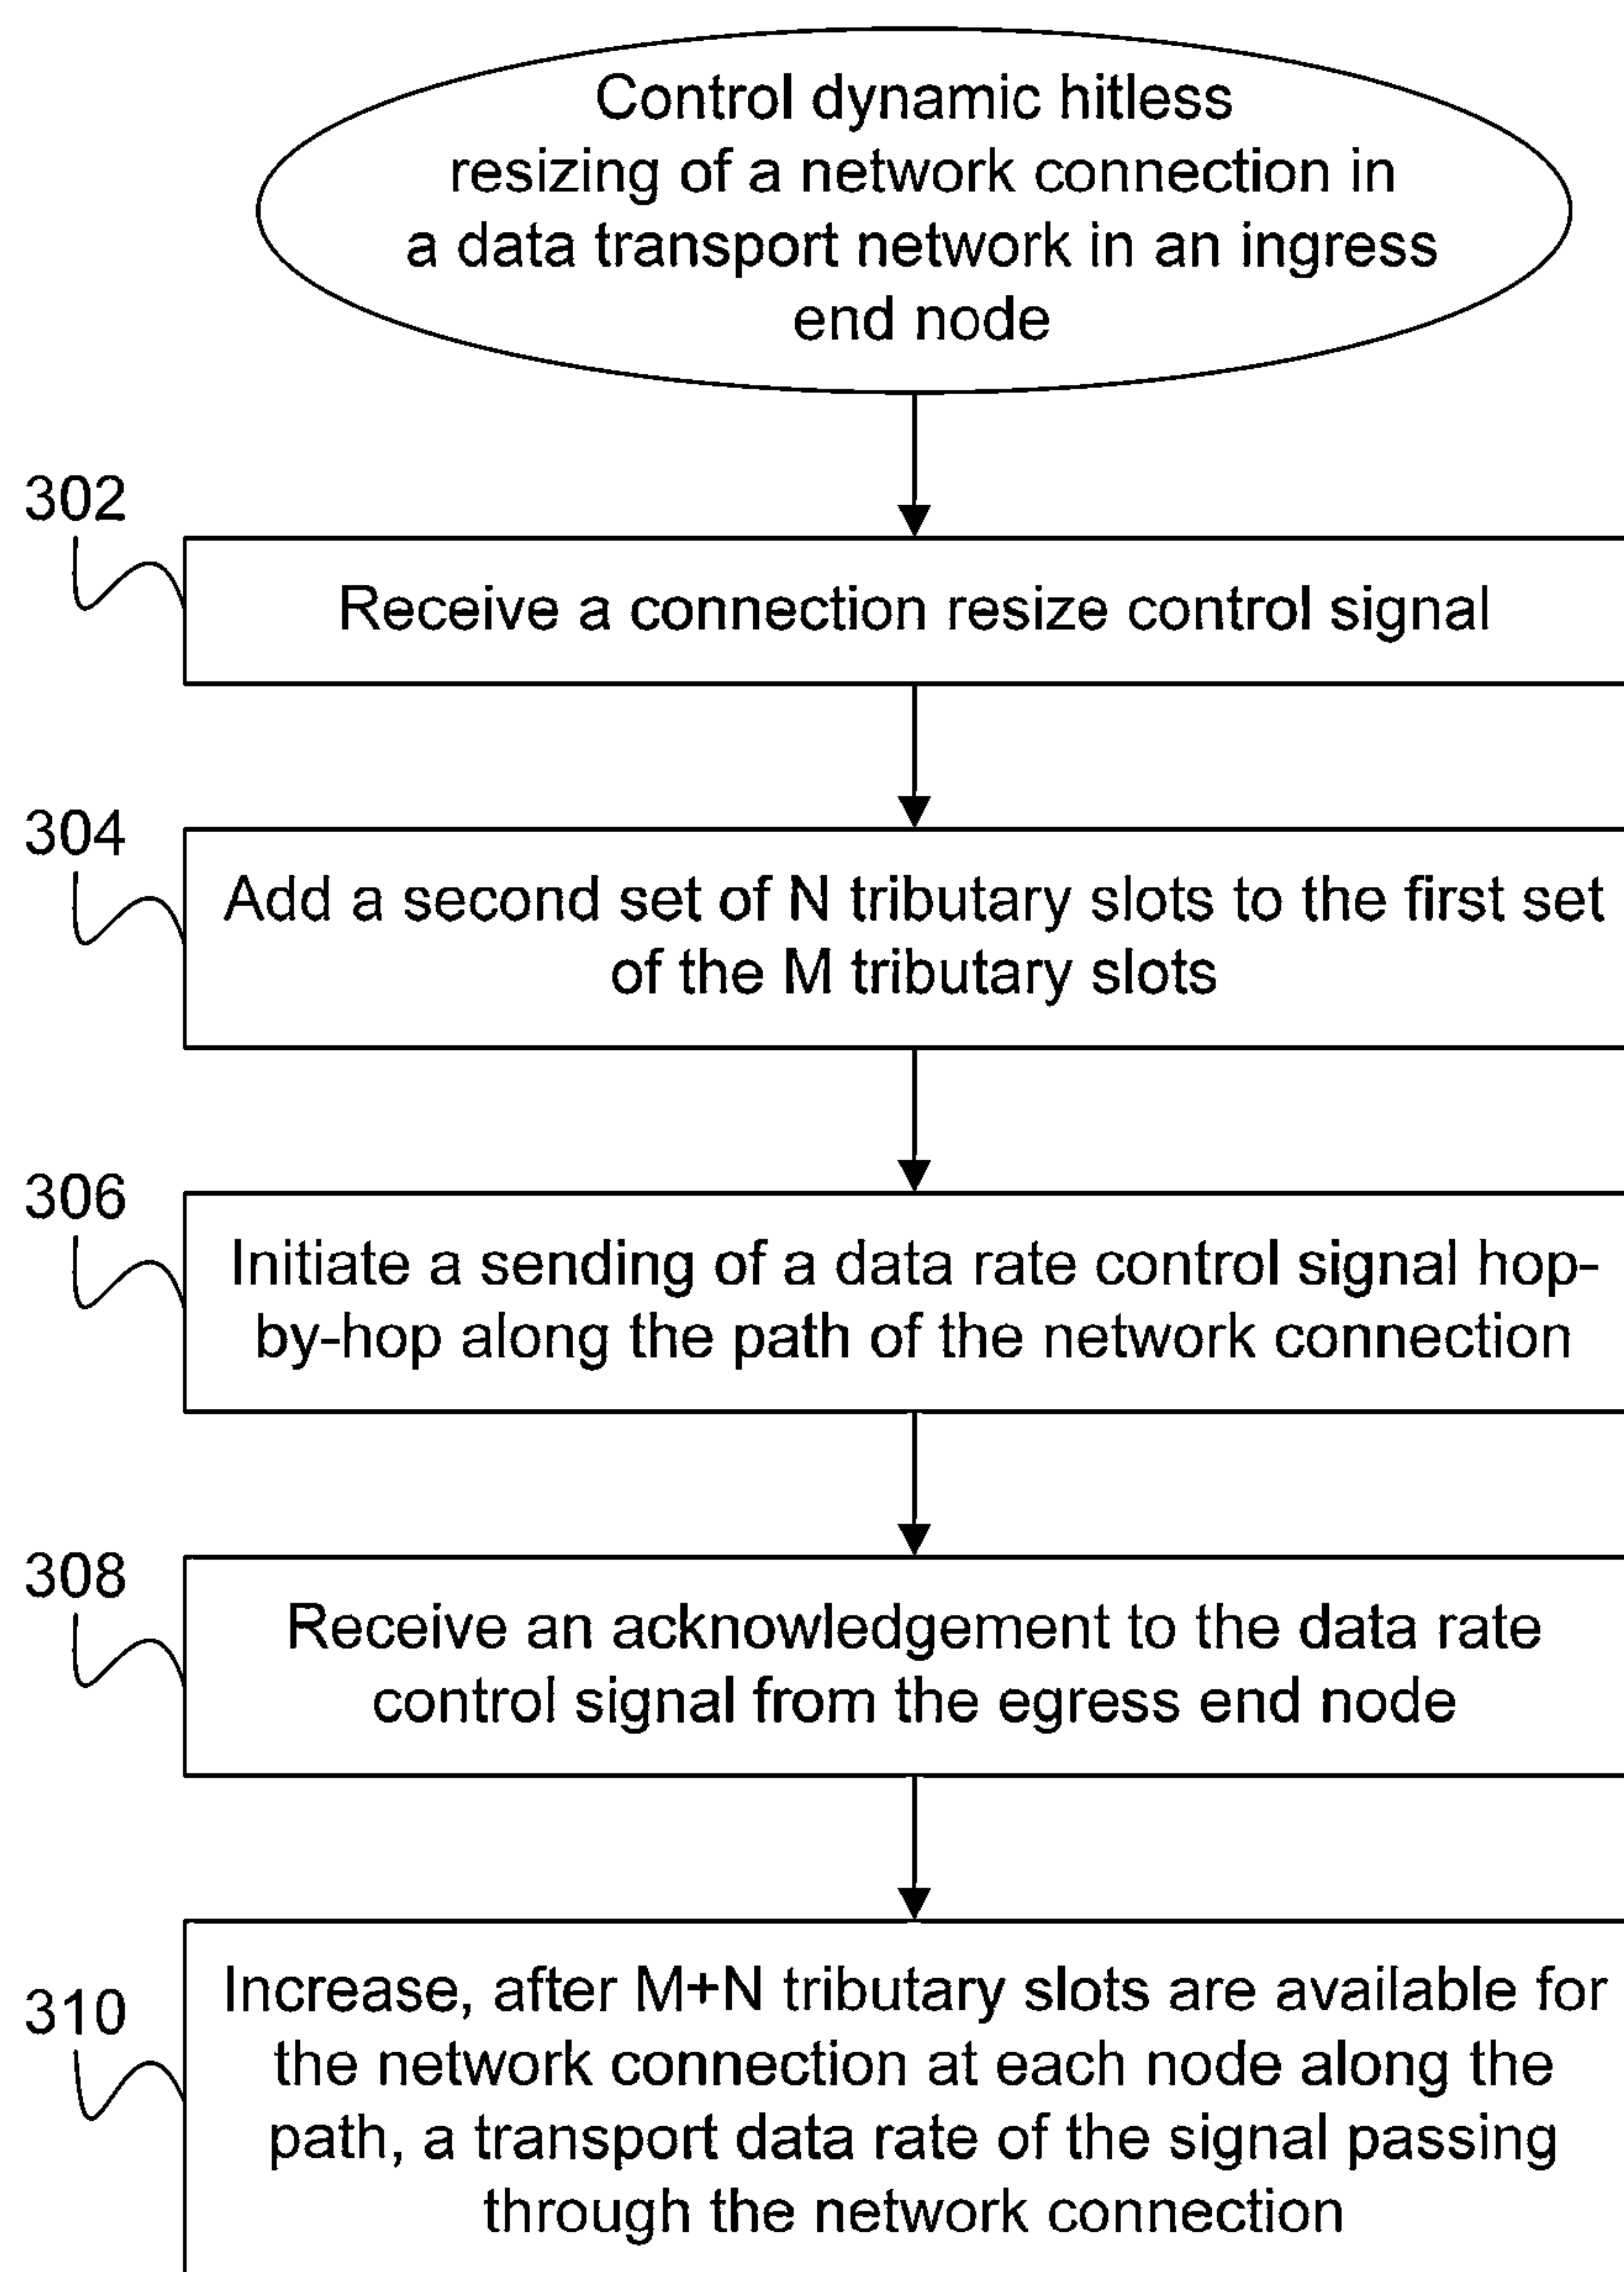 Control dynamic hitless
resizing of a network connection in
a data transport network in an ingress
end node
302
Receive a connection resize control signal
304
Add a second set of N tributary slots to the first set
of the M tributary slots
306
Initiate a sending of a data rate control signal hop-
by-hop along the path of the network connection
308
Receive an acknowledgement to the data rate
control signal from the egress end node
310
Increase, after M+N tributary slots are available for
the network connection at each node along the
path, a transport data rate of the signal passing
through the network connection